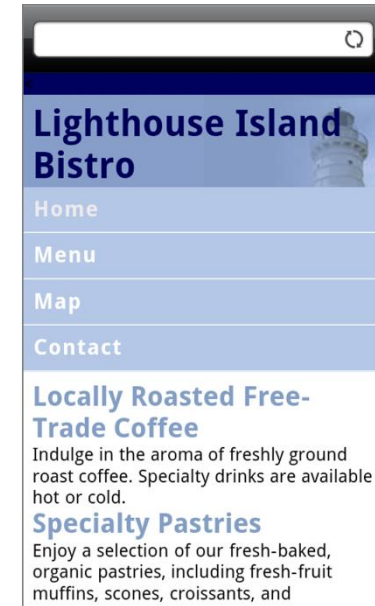 Lighthouse Island
Bistro
Home
Menu
Map
Contact
Locally Roasted Free-
Trade Coffee
Indulge in the aroma of freshly ground
roast coffee. Specialty drinks are available
hot or cold.
Specialty Pastries
Enjoy a selection of our fresh-baked,
organic pastries, including fresh-fruit
muffins, scones, croissants, and